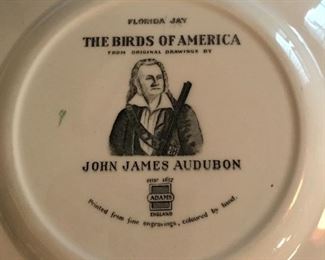 FLORIDA JAY
THE BIRDS OF AMERICA
FROM ORIGINAL DRAWINGS BY
JOHN JAMES AUDUBON
ESTD 1657
ADAMS
ENGLAND
Printed from fine engravings, coloured by hand.